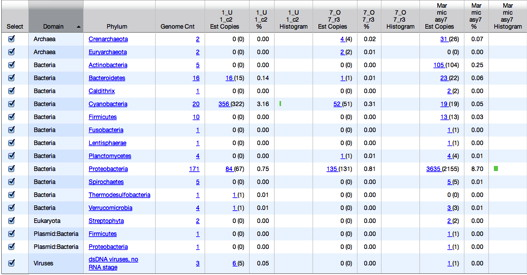 Select Domain Phylum Genome Cnt 1_U 1_c2 Est Copies 1_U 1_c2 % 1_U 1_c2 Histogram 7_O 7_r3 Est Copies 7_O 7_r3 % 7_O 7_r3 Histogram Mar mic asy7 Est Copies Mar mic asy7 % Mar mic asy7 Histogram
Archaea Crenarchaeota 2 0 (0) 0.00 4 (4) 0.02 31 (26) 0.07
Archaea Euryarchaeota 2 0 (0) 0.00 2 (2) 0.01 0 (0) 0.00
Bacteria Actinobacteria 5 0 (0) 0.00 0 (0) 0.00 105 (104) 0.25
Bacteria Bacteroidetes 16 16 (15) 0.14 1 (1) 0.01 23 (22) 0.06
Bacteria Caldithrix 1 0 (0) 0.00 0 (0) 0.00 2 (2) 0.00
Bacteria Cyanobacteria 20 356 (322) 3.16 52 (51) 0.31 19 (19) 0.05
Bacteria Firmicutes 10 0 (0) 0.00 0 (0) 0.00 13 (13) 0.03
Bacteria Fusobacteria 1 0 (0) 0.00 0 (0) 0.00 1 (1) 0.00
Bacteria Lentisphaerae 1 0 (0) 0.00 0 (0) 0.00 1 (1) 0.00
Bacteria Planctomycetes 4 0 (0) 0.00 1 (1) 0.01 4 (4) 0.01
Bacteria Proteobacteria 171 84 (67) 0.75 135 (131) 0.81 3635 (2155) 8.70
Bacteria Spirochaetes 5 0 (0) 0.00 0 (0) 0.00 5 (5) 0.01
Bacteria Thermodesulfobacteria 1 1 (1) 0.01 0 (0) 0.00 0 (0) 0.00
Bacteria Verrucomicrobia 4 1 (1) 0.01 0 (0) 0.00 3 (3) 0.01
Eukaryota Streptophyta 2 0 (0) 0.00 0 (0) 0.00 2 (2) 0.00
Plasmid:Bacteria Firmicutes 1 0 (0) 0.00 0 (0) 0.00 1 (1) 0.00
Plasmid:Bacteria Proteobacteria 1 0 (0) 0.00 0 (0) 0.00 1 (1) 0.00
Viruses dsDNA viruses, no RNA stage 3 6 (5) 0.05 0 (0) 0.00 1 (1) 0.00